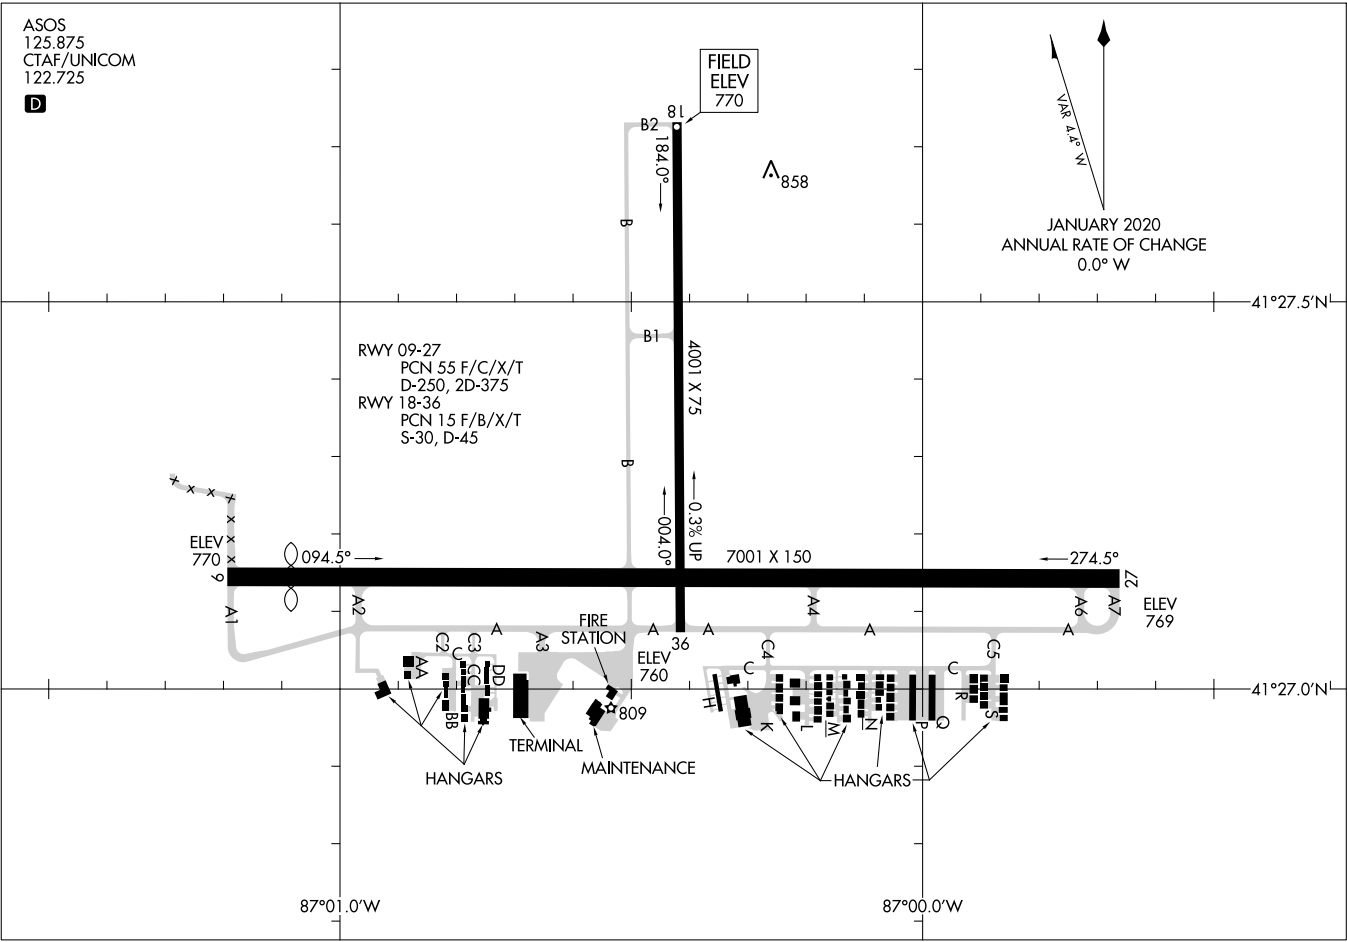 ASOS
125.875
CTAF/UNICOM
122.725
D
FIELD
ELEV
770
18
B2
184.0°
858
VAR 4.4° W
JANUARY 2020
ANNUAL RATE OF CHANGE
0.0° W
B
41°27.5'N
B1
4001 X 75
RWY 09-27
PCN 55 F/C/X/T
D-250, 2D-375
RWY 18-36
PCN 15 F/B/X/T
S-30, D-45
B
X X X X X X X
004.0°
0.3% UP
ELEV
770
9
094.5°
7001 X 150
274.5°
27
ELEV
769
A1
A2
A
A3
FIRE
STATION
A
36
A
A4
A
A
A6
A7
ELEV
760
C2
C3
C
C4
C
C
C5
AA
BB
CC
DD
809
H
K
L
M
N
P
Q
R
S
41°27.0'N
TERMINAL
MAINTENANCE
HANGARS
HANGARS
87°01.0'W
87°00.0'W